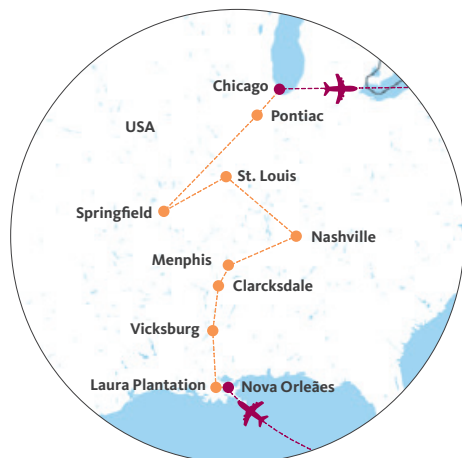 Chicago
Pontiac
USA
St. Louis
Springfield
Nashville
Menphis
Clarcksdale
Vicksburg
Laura Plantation
Nova Orleães